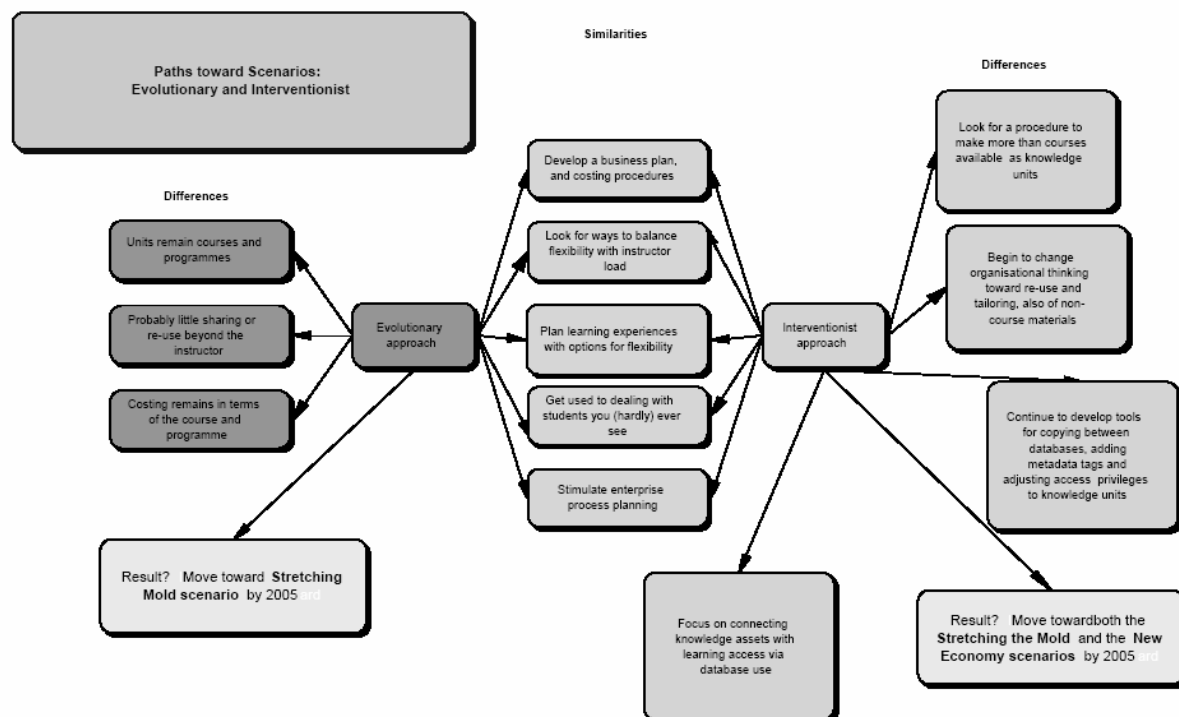 Paths toward Scenarios:
Evolutionary and Interventionist
Similarities
Differences
Look for a procedure to
make more than courses
available as knowledge
units
Develop a business plan,
and costing procedures
Differences
Units remain courses and
programmes
Look for ways to balance
flexibility with instructor
load
Begin to change
organisational thinking
toward re-use and
tailoring, also of non-
course materials
Probably little sharing or
re-use beyond the
instructor
Evolutionary
approach
Plan learning experiences
with options for flexibility
Interventionist
approach
Costing remains in terms
of the course and
programme
Get used to dealing with
students you (hardly) ever
see
Continue to develop tools
for copying between
databases, adding
metadata tags and
adjusting access privileges
to knowledge units
Stimulate enterprise
process planning
Result? Move toward Stretching
Mold scenario by 2005 ard
Focus on connecting
knowledge assets with
learning access via
database use
Result? Move towardboth the
Stretching the Mold and the New
Economy scenarios by 2005 ard